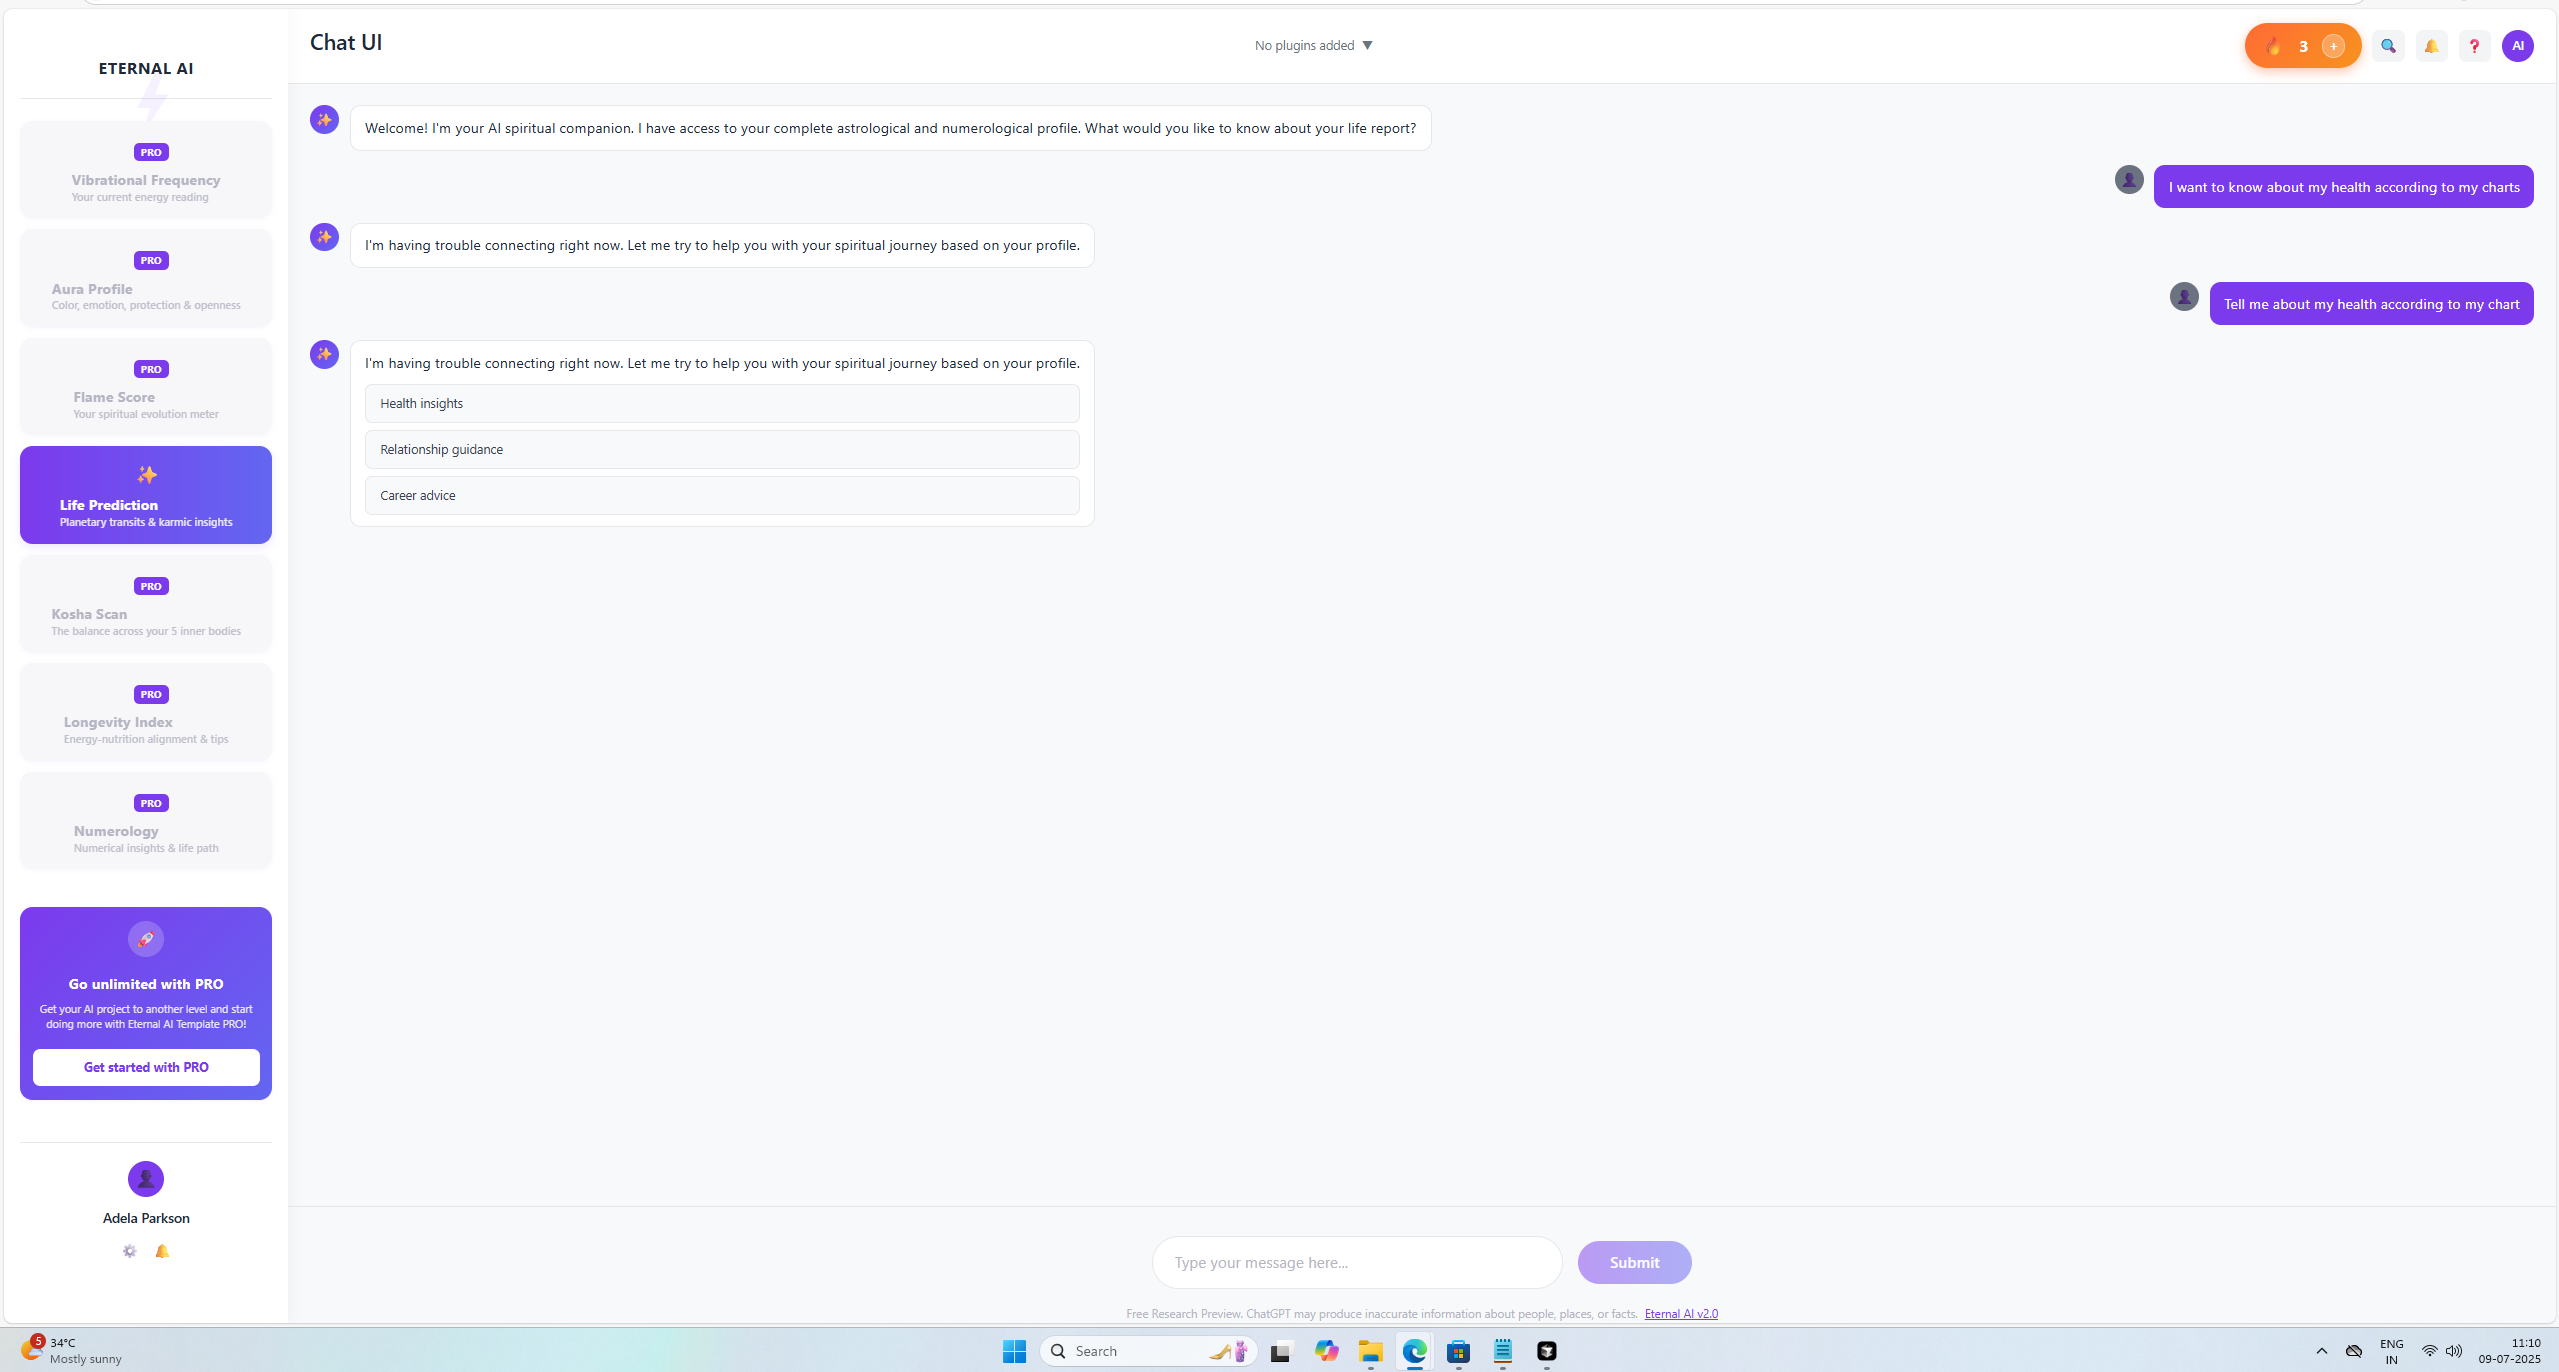 ETERNAL AI
PRO
Vibrational Frequency
Your current energy reading
PRO
Aura Profile
Color, emotion, protection & openness
PRO
Flame Score
Your spiritual evolution meter
Life Prediction
Planetary transits & karmic insights
PRO
Kosha Scan
The balance across your 5 inner bodies
PRO
Longevity Index
Energy-nutrition alignment & tips
PRO
Numerology
Numerical insights & life path
Go unlimited with PRO
Get your AI project to another level and start
doing more with Eternal AI Template PRO!
Get started with PRO
Adela Parkson
Chat UI
No plugins added ▼
3 +
AI
Welcome! I'm your AI spiritual companion. I have access to your complete astrological and numerological profile. What would you like to know about your life report?
I want to know about my health according to my charts
I'm having trouble connecting right now. Let me try to help you with your spiritual journey based on your profile.
Tell me about my health according to my chart
I'm having trouble connecting right now. Let me try to help you with your spiritual journey based on your profile.
Health insights
Relationship guidance
Career advice
Type your message here...
Submit
Free Research Preview. ChatGPT may produce inaccurate information about people, places, or facts. Eternal AI v2.0
5
34°C
Mostly sunny
Search
ENG
IN
11:10
09-07-2025